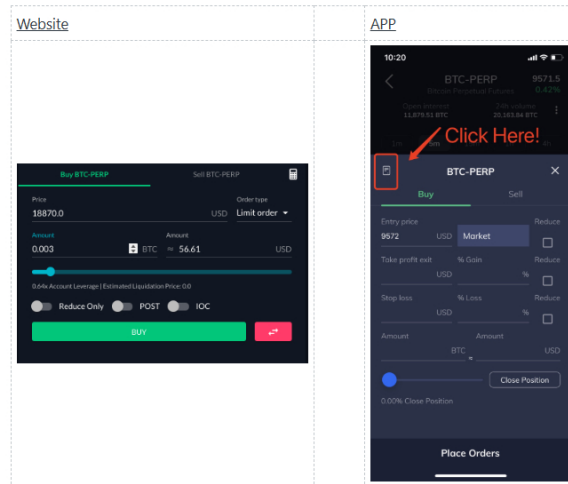 Website
APP
Buy BTC-PERP
Sell BTC-PERP
Price
Order type
18870.0
USD
Limit order
Amount
Amount
0.003
BTC
≈ 56.61
USD
0.64x Account Leverage | Estimated Liquidation Price: 0.0
Reduce Only
POST
IOC
BUY
10:20
BTC-PERP
9571.5
Bitcoin Perpetual Futures
0.42%
Open interest
24h volume
11,879.51 BTC
20,183.84 BTC
Click Here!
5m
BTC-PERP
Buy
Sell
Entry price
Reduce
9572
USD
Market
Take profit exit
% Gain
Reduce
USD
%
Stop loss
% Loss
Reduce
USD
%
Amount
Amount
BTC
USD
Close Position
0.00% Close Position
Place Orders